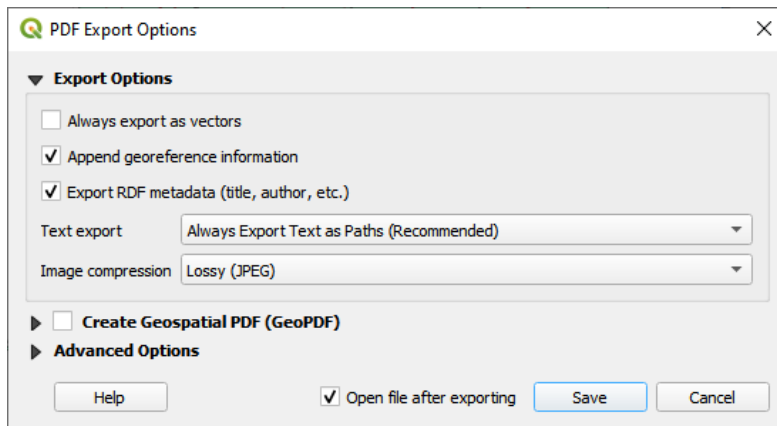 PDF Export Options
Export Options
Always export as vectors
Append georeference information
Export RDF metadata (title, author, etc.)
Text export Always Export Text as Paths (Recommended)
Image compression Lossy (JPEG)
Create Geospatial PDF (GeoPDF)
Advanced Options
Help Open file after exporting Save Cancel